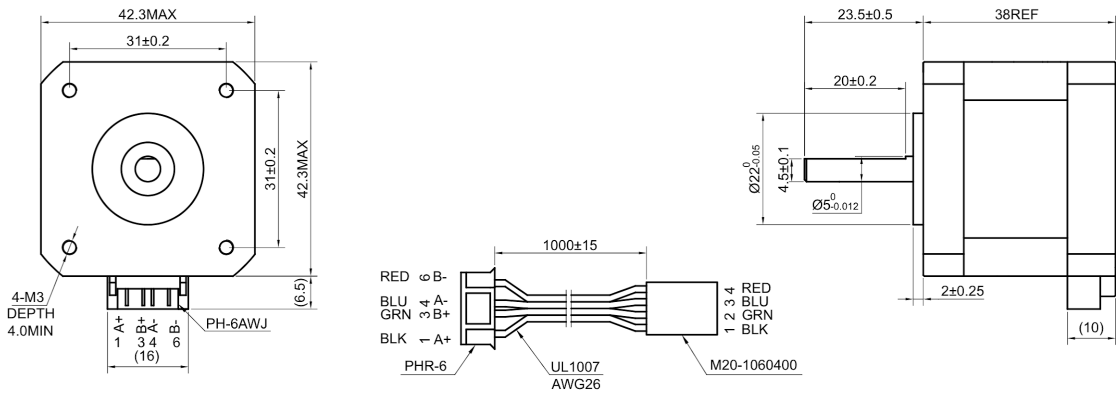 42.3MAX
31±0.2
31±0.2
42.3MAX
4-M3
DEPTH
4.0MIN
(6.5)
PH-6AWJ
A+ B+ A- B-
1 3 4 6
(16)
1000±15
RED 6 B-
BLU 4 A-
GRN 3 B+
BLK 1 A+
4 RED
3 BLU
2 GRN
1 BLK
PHR-6
UL1007
AWG26
M20-1060400
23.5±0.5
38REF
20±0.2
Ø22 0 -0.05
4.5±0.1
Ø5 0 -0.012
2±0.25
(10)